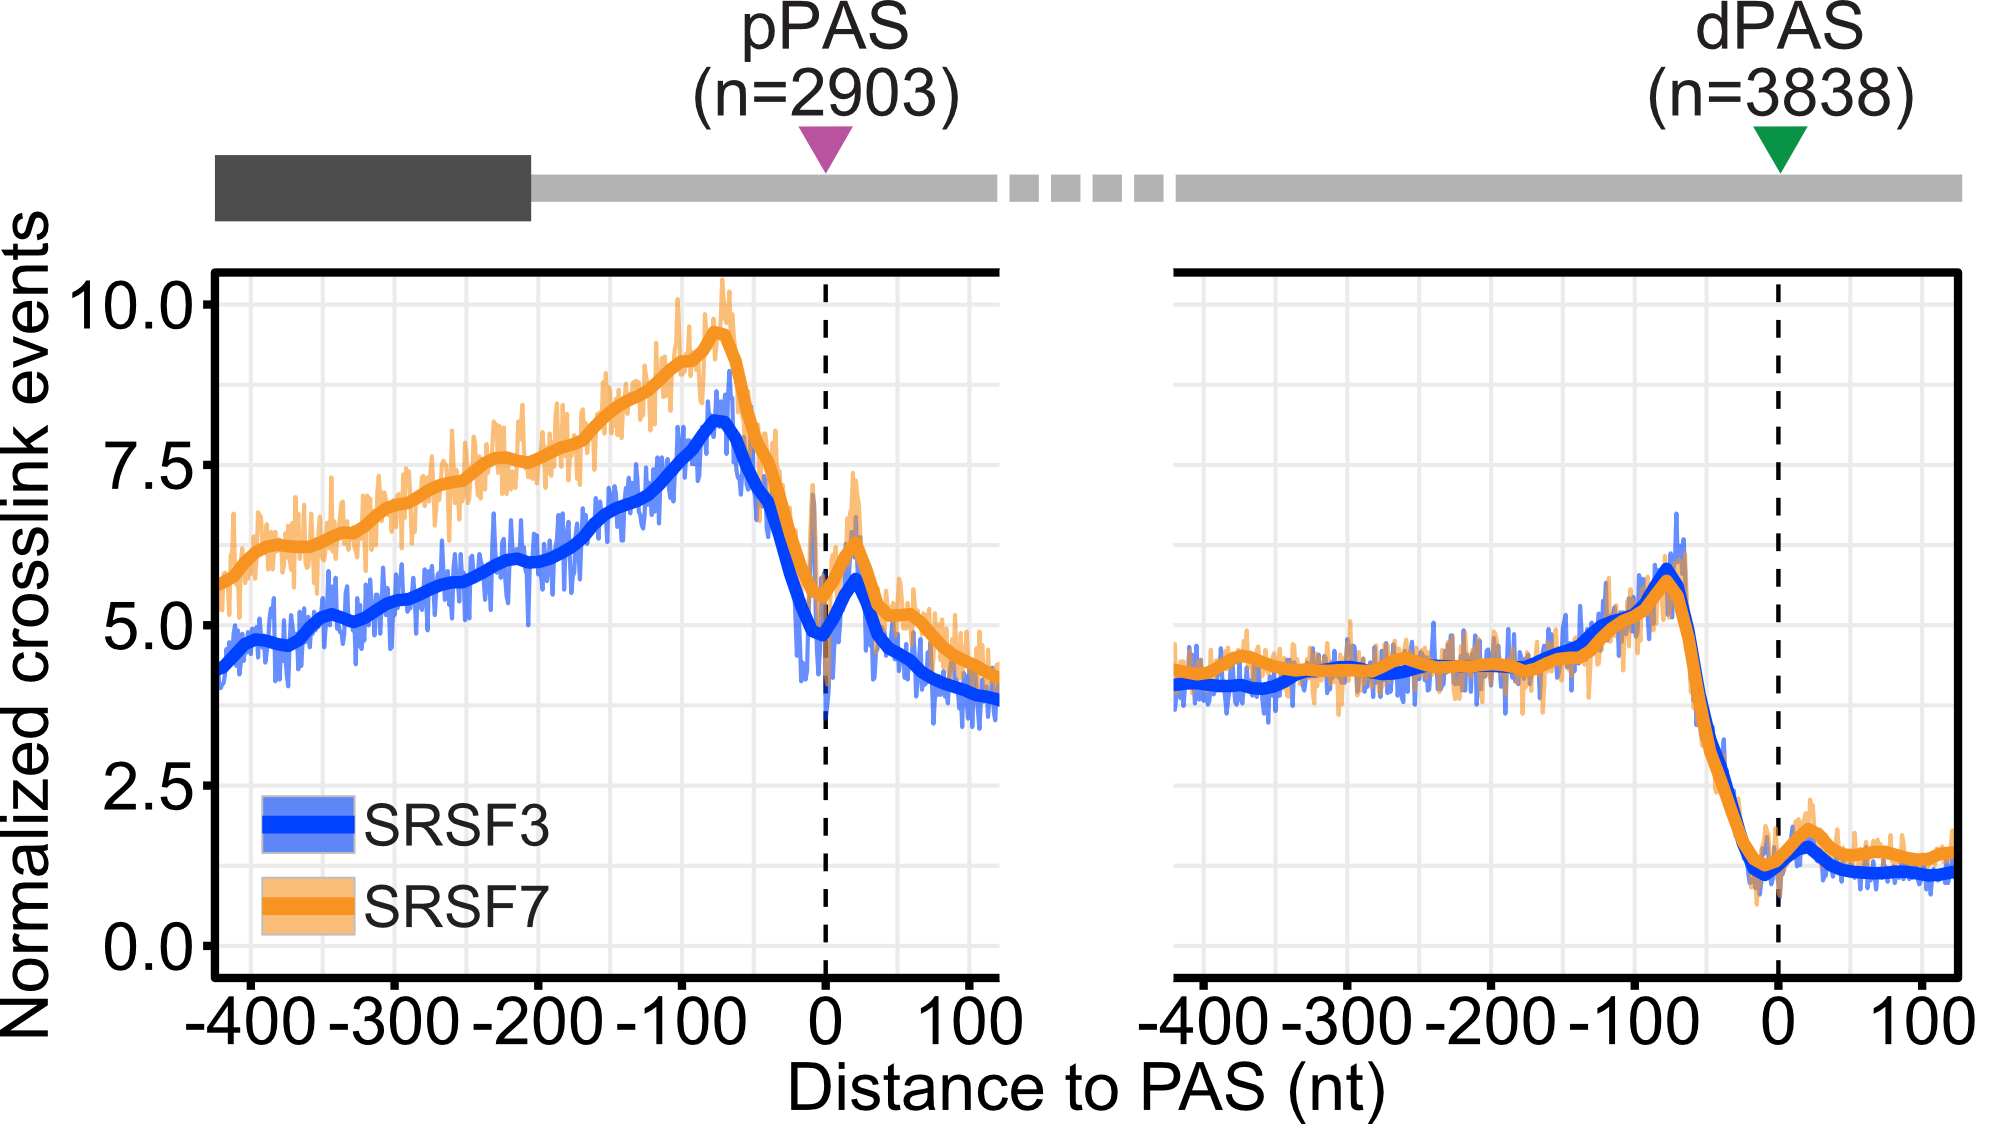 pPAS
(n=2903)
dPAS
(n=3838)
Normalized crosslink events
10.0
7.5
5.0
2.5
0.0
SRSF3
SRSF7
-400 -300 -200 -100 0 100
-400 -300 -200 -100 0 100
Distance to PAS (nt)